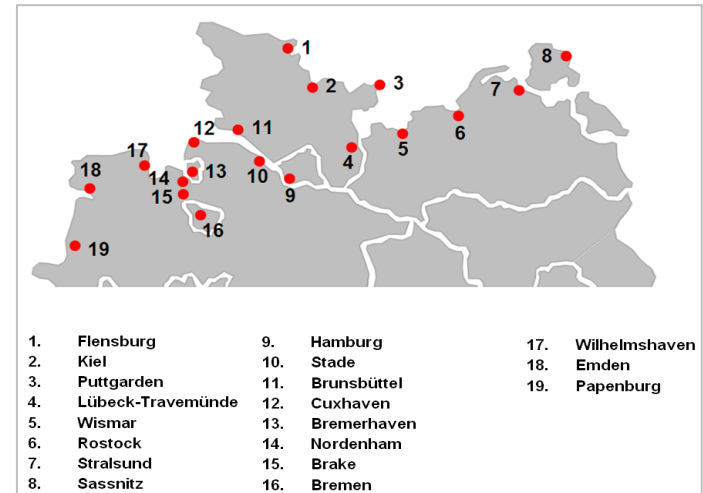 1
2
3
8
7
6
5
4
11
12
17
13
14
10
9
18
15
16
19
1. Flensburg
2. Kiel
3. Puttgarden
4. Lübeck-Travemünde
5. Wismar
6. Rostock
7. Stralsund
8. Sassnitz
9. Hamburg
10. Stade
11. Brunsbüttel
12. Cuxhaven
13. Bremerhaven
14. Nordenham
15. Brake
16. Bremen
17. Wilhelmshaven
18. Emden
19. Papenburg